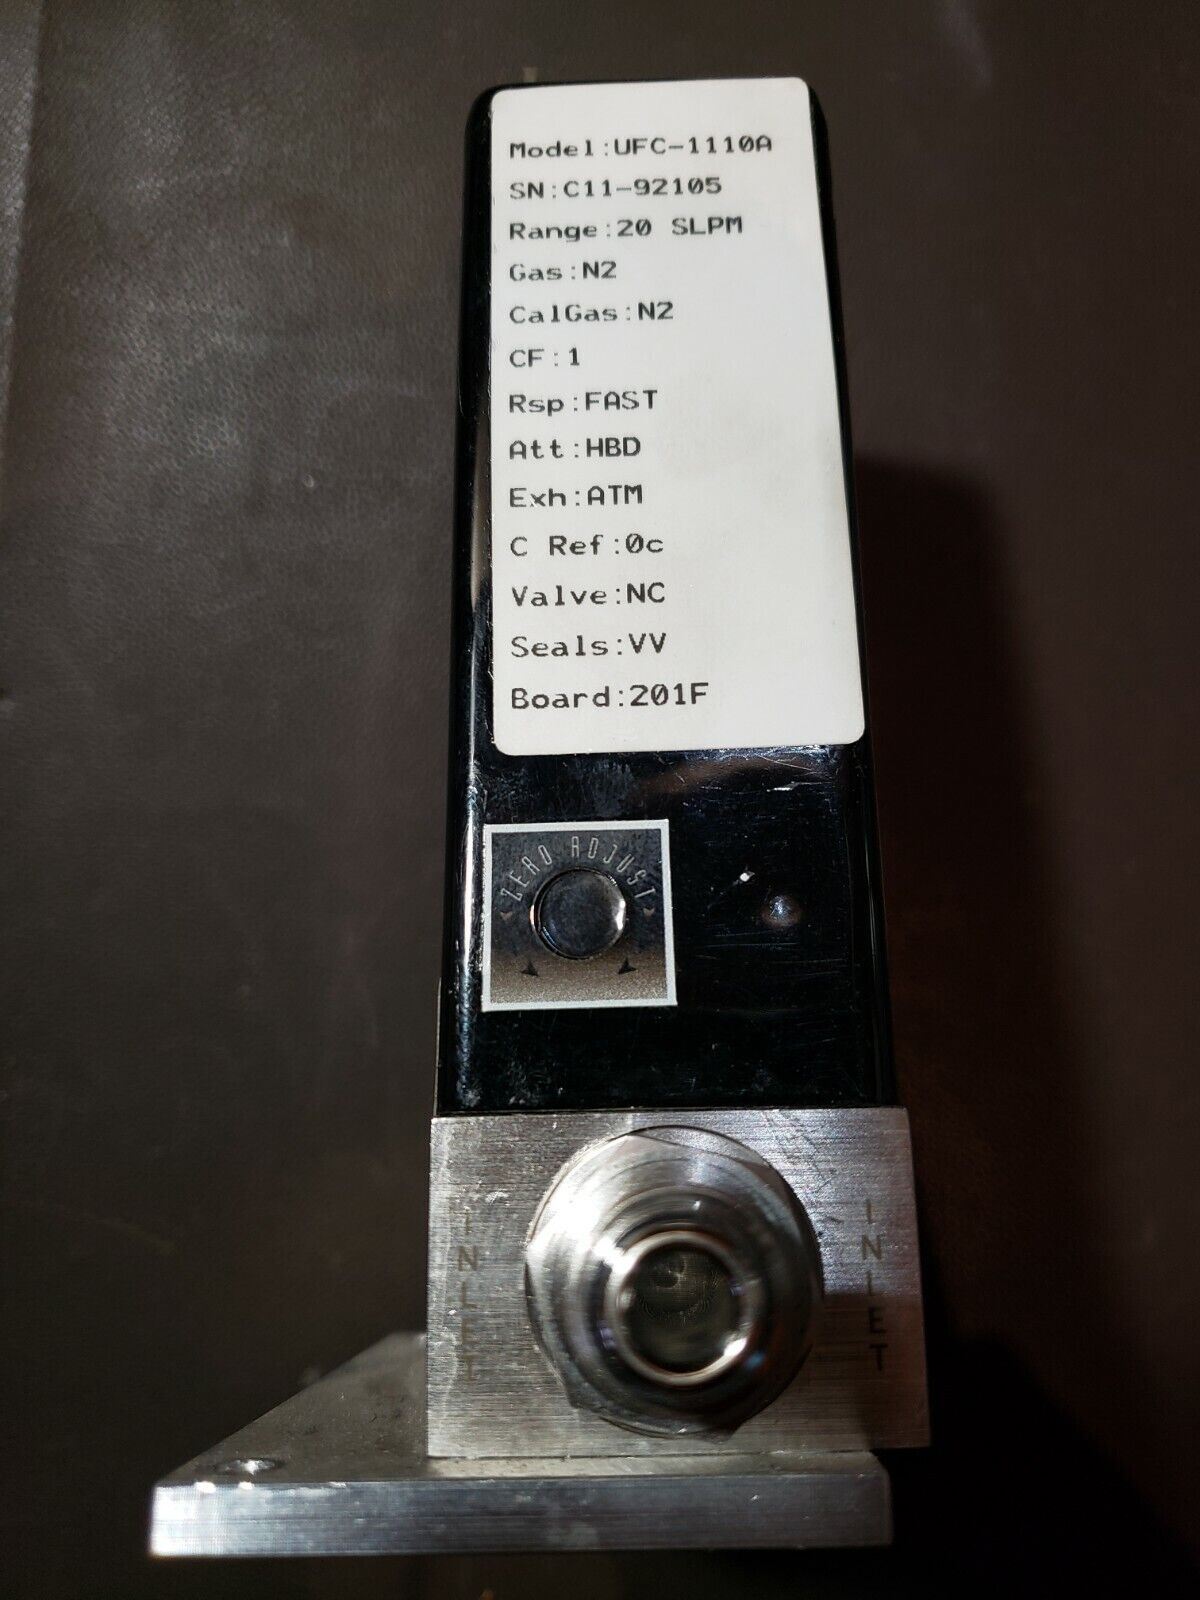 Model:UFC-1110A
SN:C11-92105
Range:20 SLPM
Gas:N2
CalGas:N2
CF:1
Rsp:FAST
Att:HBD
Exh:ATM
C Ref:0c
Valve:NC
Seals:VV
Board:201F
ZERO ADJUST
INLET
INLET